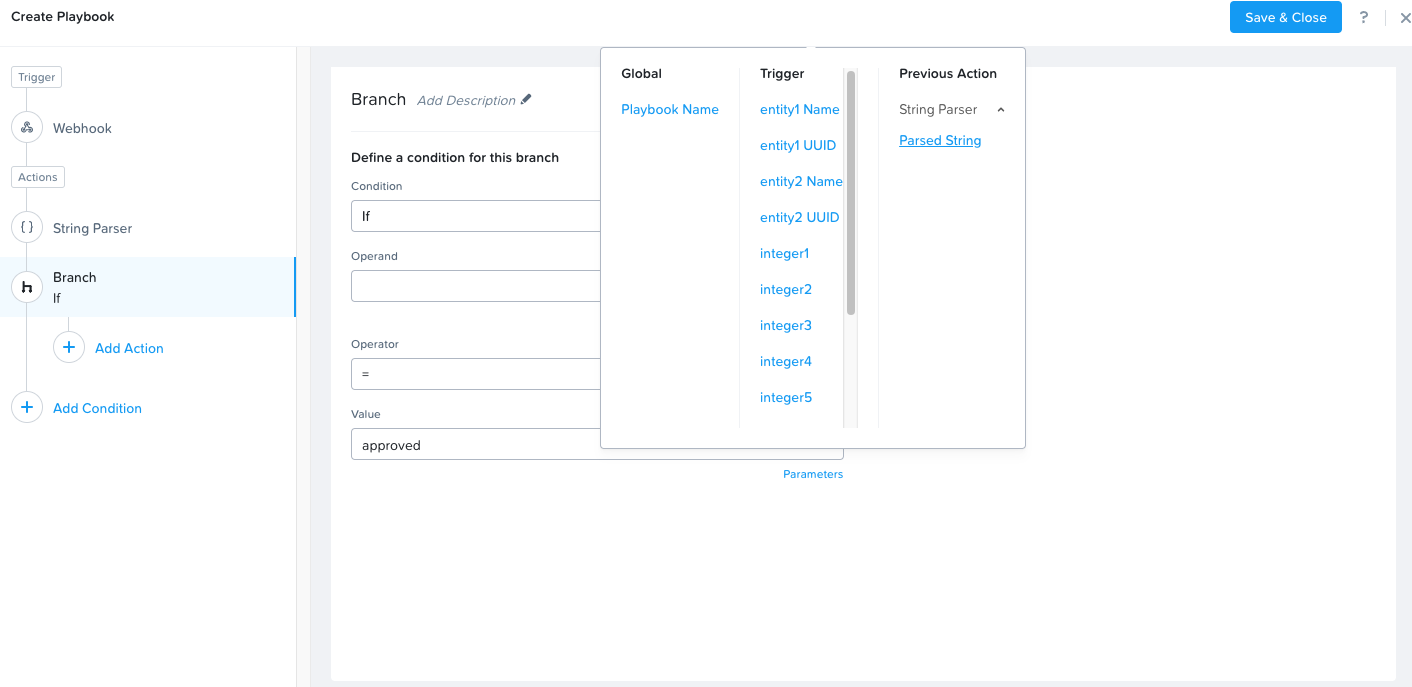 Create Playbook
Save & Close
?
Trigger
Webhook
Actions
{ } String Parser
Branch
If
Add Action
Add Condition
Branch Add Description
Define a condition for this branch
Condition
If
Operand
Operator
=
Value
approved
Parameters
Global
Playbook Name
Trigger
entity1 Name
entity1 UUID
entity2 Name
entity2 UUID
integer1
integer2
integer3
integer4
integer5
Previous Action
String Parser
Parsed String